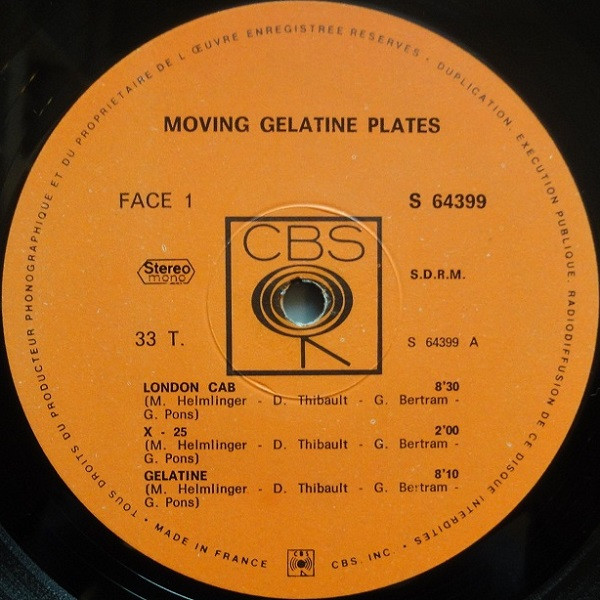 TOUS DROITS DU PRODUCTEUR PHONOGRAPHIQUE ET DU PROPRIETAIRE DE L'ŒUVRE ENREGISTREE RESERVES - DUPLICATION, EXECUTION PUBLIQUE, RADIODIFFUSION DE CE DISQUE INTERDITES
MOVING GELATINE PLATES
FACE 1
S 64399
CBS
Stereo
mono
S.D.R.M.
33 T.
S 64399 A
LONDON CAB 8'30
(M. Helmlinger - D. Thibault - G. Bertram -
G. Pons)
X - 25 2'00
(M. Helmlinger - D. Thibault - G. Bertram -
G. Pons)
GELATINE 8'10
(M. Helmlinger - D. Thibault - G. Bertram -
G. Pons)
• MADE IN FRANCE
CBS
CBS, INC. •